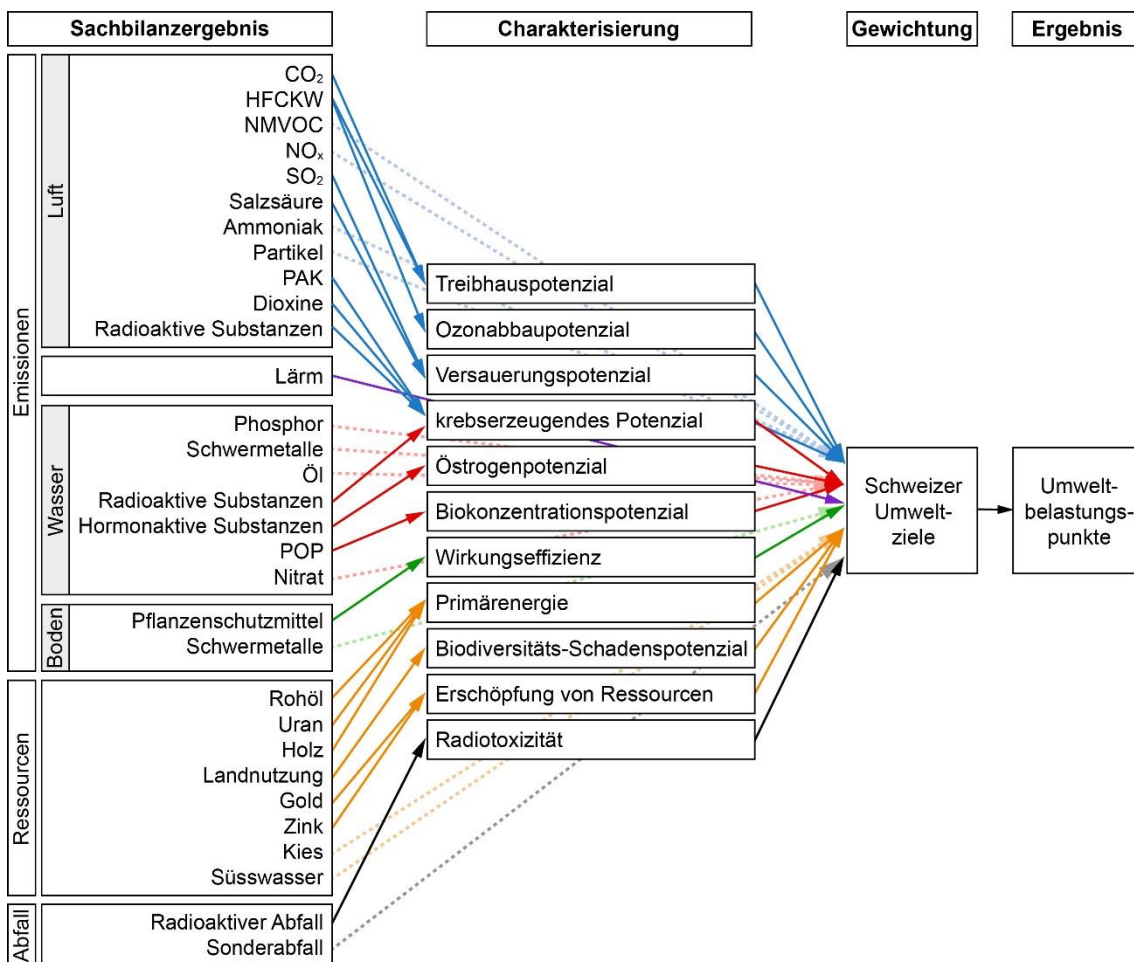 Sachbilanzergebnis
Charakterisierung
Gewichtung
Ergebnis
Emissionen
Luft
CO₂
HFCKW
NMVOC
NOₓ
SO₂
Salzsäure
Ammoniak
Partikel
PAK
Dioxine
Radioaktive Substanzen
Lärm
Wasser
Phosphor
Schwermetalle
Öl
Radioaktive Substanzen
Hormonaktive Substanzen
POP
Nitrat
Boden
Pflanzenschutzmittel
Schwermetalle
Ressourcen
Rohöl
Uran
Holz
Landnutzung
Gold
Zink
Kies
Süsswasser
Abfall
Radioaktiver Abfall
Sonderabfall
Treibhauspotenzial
Ozonabbaupotenzial
Versauerungspotenzial
krebserzeugendes Potenzial
Östrogenpotenzial
Biokonzentrationspotenzial
Wirkungseffizienz
Primärenergie
Biodiversitäts-Schadenspotenzial
Erschöpfung von Ressourcen
Radiotoxizität
Schweizer
Umwelt-
ziele
Umwelt-
belastungs-
punkte